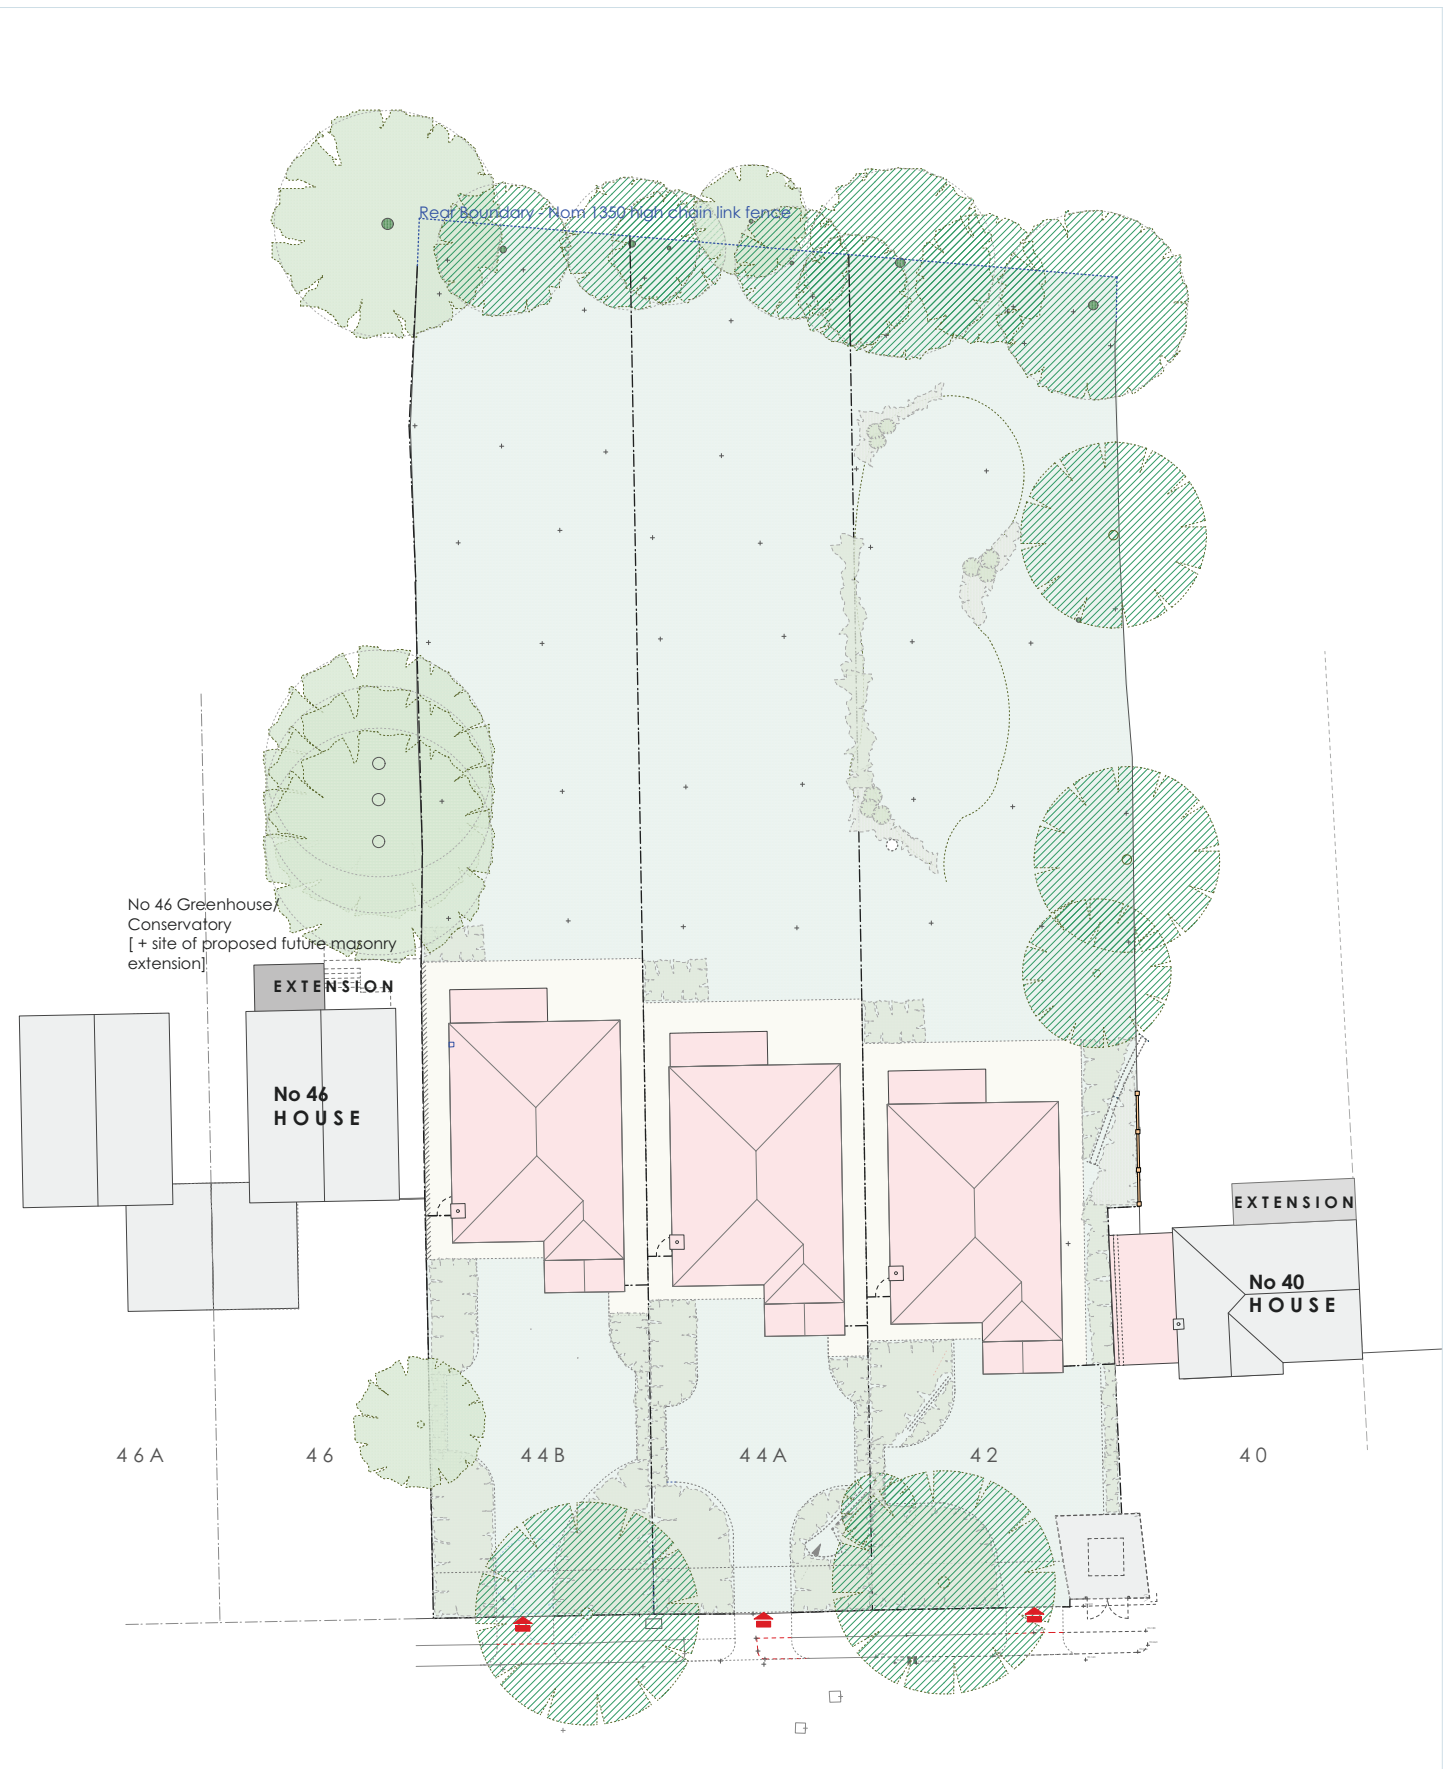 Rear Boundary - Nom 1350 high chain link fence
No 46 Greenhouse/
Conservatory
[ + site of proposed future masonry
extension]
EXTENSION
No 46
HOUSE
EXTENSION
No 40
HOUSE
46A
46
44B
44A
42
40